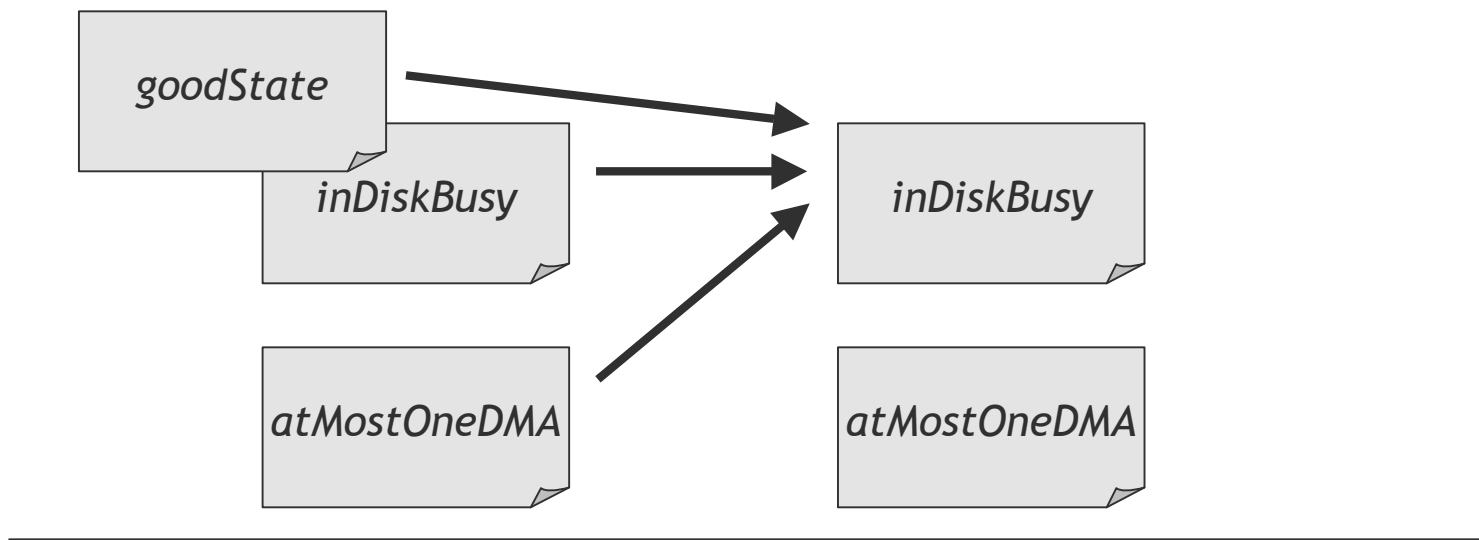 goodState
inDiskBusy
inDiskBusy
atMostOneDMA
atMostOneDMA